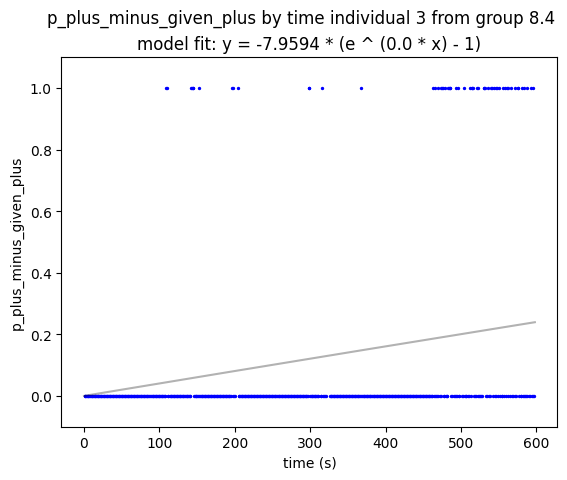 p_plus_minus_given_plus by time individual 3 from group 8.4
model fit: y = -7.9594 * (e ^ (0.0 * x) - 1)
p_plus_minus_given_plus
1.0
0.8
0.6
0.4
0.2
0.0
0 100 200 300 400 500 600
time (s)